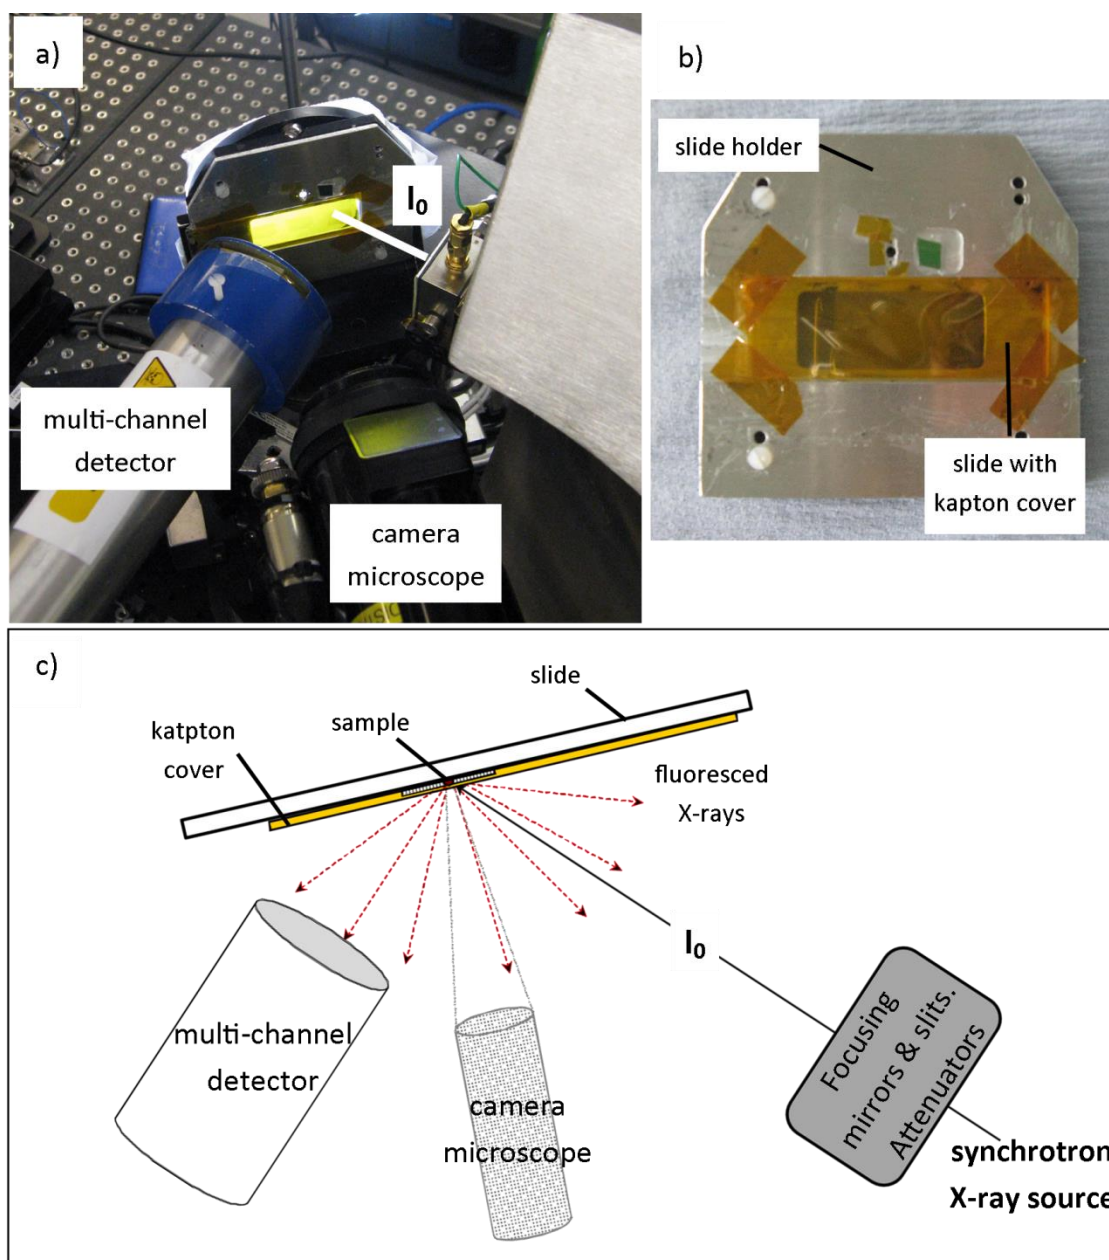 a)
I₀
multi-channel
detector
camera
microscope
b)
slide holder
slide with
kapton cover
c)
slide
sample
katpton
cover
fluoresced
X-rays
I₀
multi-channel
detector
camera
microscope
Focusing
mirrors & slits.
Attenuators
synchrotron
X-ray source